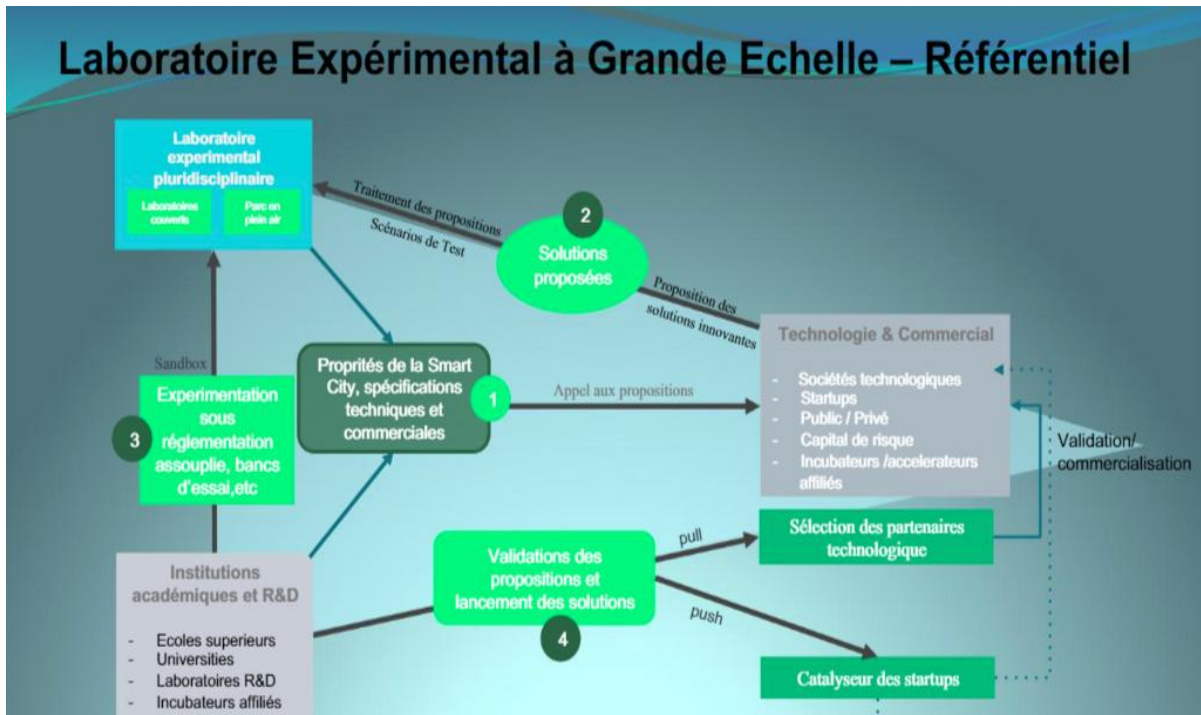 Laboratoire Expérimental à Grande Echelle – Référentiel
Laboratoire
experimental
pluridisciplinaire
Laboratoires
couverts
Parc en
plein air
Traitement des propositions
Scénarios de Test
2
Solutions
proposées
Proposition des
solutions innovantes
Technologie & Commercial
- Sociétés technologiques
- Startups
- Public / Privé
- Capital de risque
- Incubateurs /accelerateurs
affiliés
Sandbox
Proprités de la Smart
City, spécifications
techniques et
commerciales
1
Appel aux propositions
3
Experimentation
sous
réglementation
assouplie, bancs
d'essai,etc
Validation/
commercialisation
Validations des
propositions et
lancement des solutions
4
pull
push
Sélection des partenaires
technologique
Institutions
académiques et R&D
- Ecoles superieurs
- Universities
- Laboratoires R&D
- Incubateurs affiliés
Catalyseur des startups